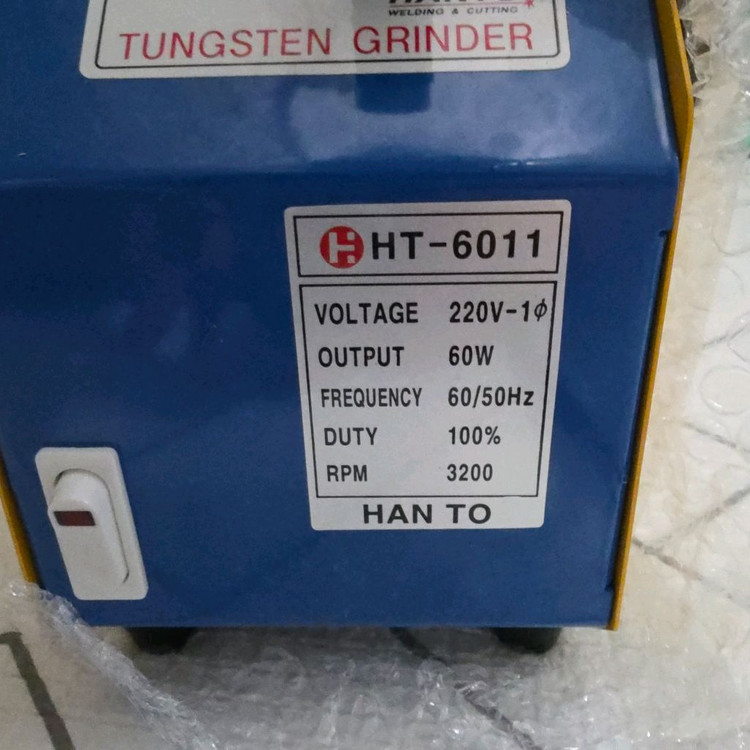 WELDING & CUTTING
TUNGSTEN GRINDER
HT-6011
VOLTAGE 220V-1ϕ
OUTPUT 60W
FREQUENCY 60/50Hz
DUTY 100%
RPM 3200
HAN TO